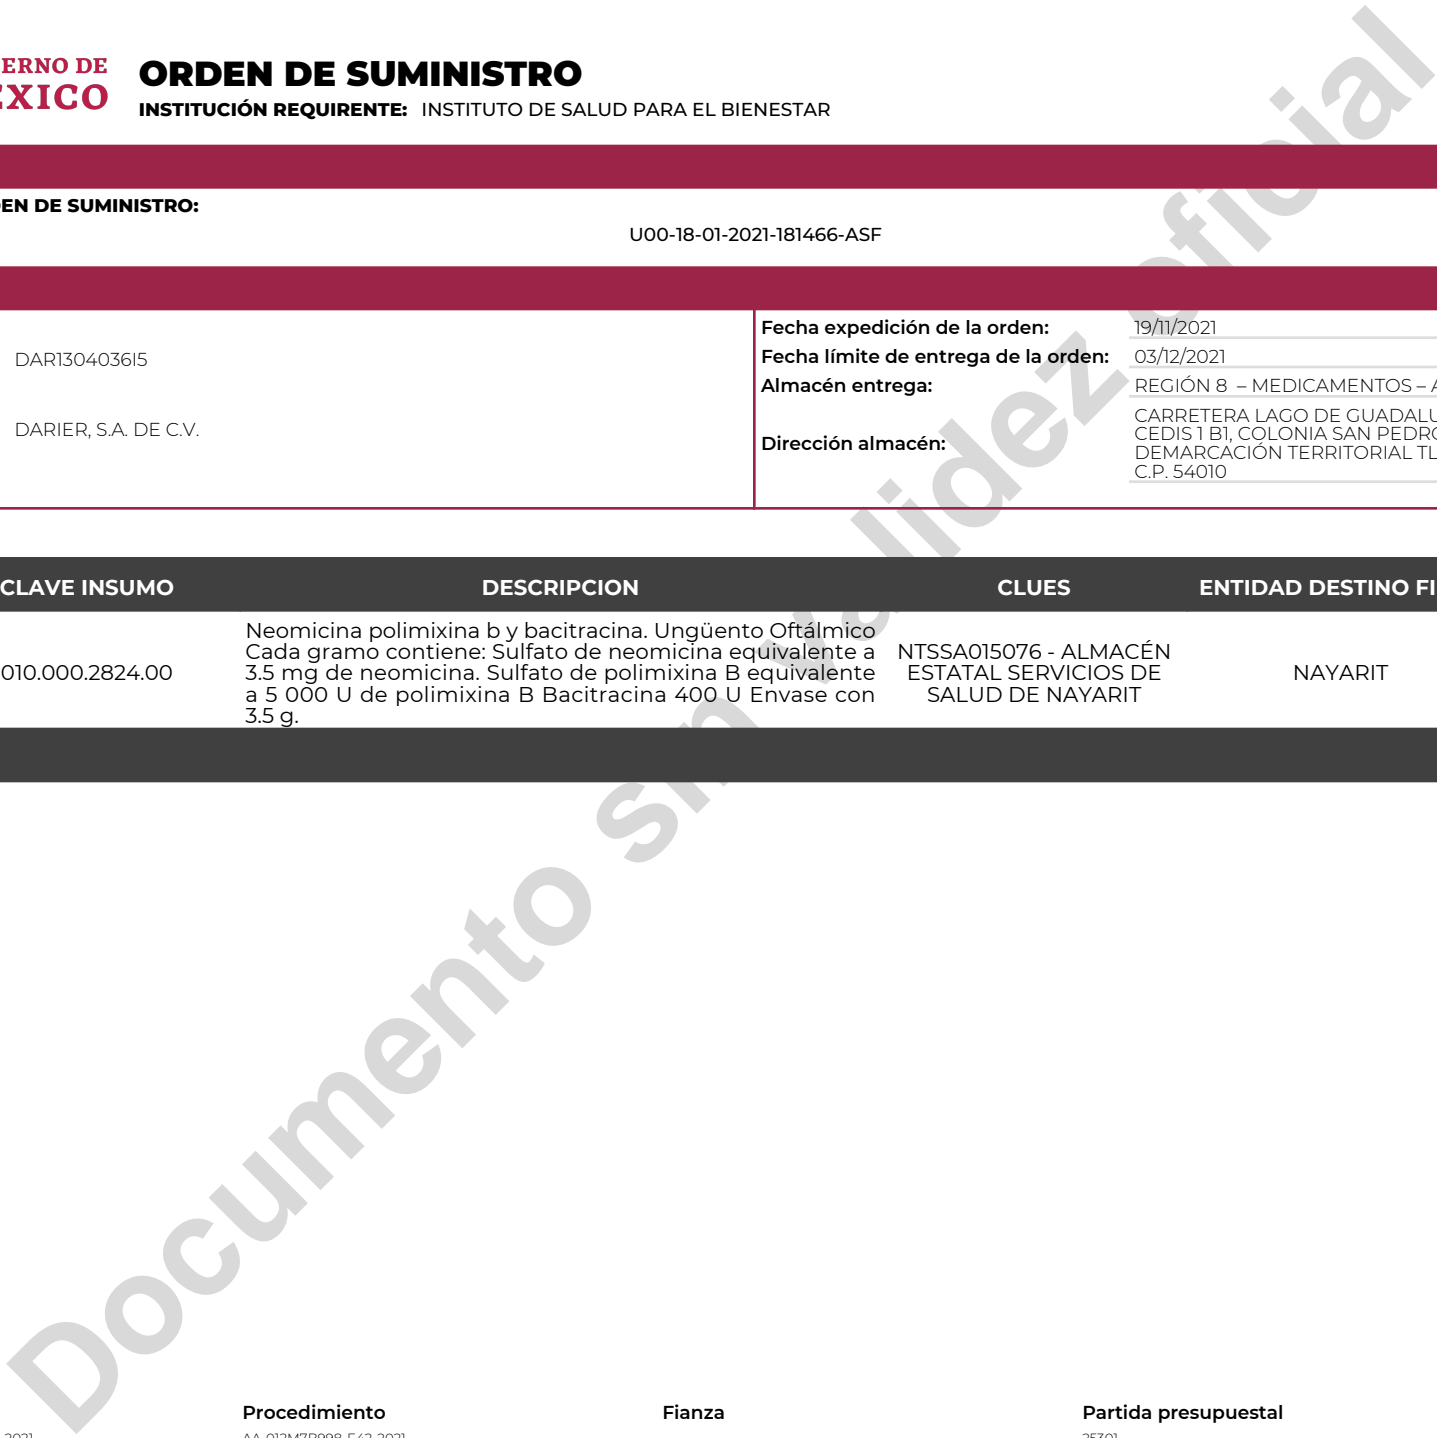 ERNO DE
EXICO
ORDEN DE SUMINISTRO
INSTITUCIÓN REQUIRENTE: INSTITUTO DE SALUD PARA EL BIENESTAR
EN DE SUMINISTRO:
U00-18-01-2021-181466-ASF
DAR1304036I5
DARIER, S.A. DE C.V.
Fecha expedición de la orden: 19/11/2021
Fecha límite de entrega de la orden: 03/12/2021
Almacén entrega: REGIÓN 8 – MEDICAMENTOS – A
Dirección almacén:
CARRETERA LAGO DE GUADALU
CEDIS 1 B1, COLONIA SAN PEDRO
DEMARCACIÓN TERRITORIAL TL
C.P. 54010
CLAVE INSUMO DESCRIPCION CLUES ENTIDAD DESTINO FI
010.000.2824.00
Neomicina polimixina b y bacitracina. Ungüento Oftálmico
Cada gramo contiene: Sulfato de neomicina equivalente a
3.5 mg de neomicina. Sulfato de polimixina B equivalente
a 5 000 U de polimixina B Bacitracina 400 U Envase con
3.5 g.
NTSSA015076 - ALMACÉN
ESTATAL SERVICIOS DE
SALUD DE NAYARIT
NAYARIT
Documento sin validez oficial
Procedimiento Fianza Partida presupuestal